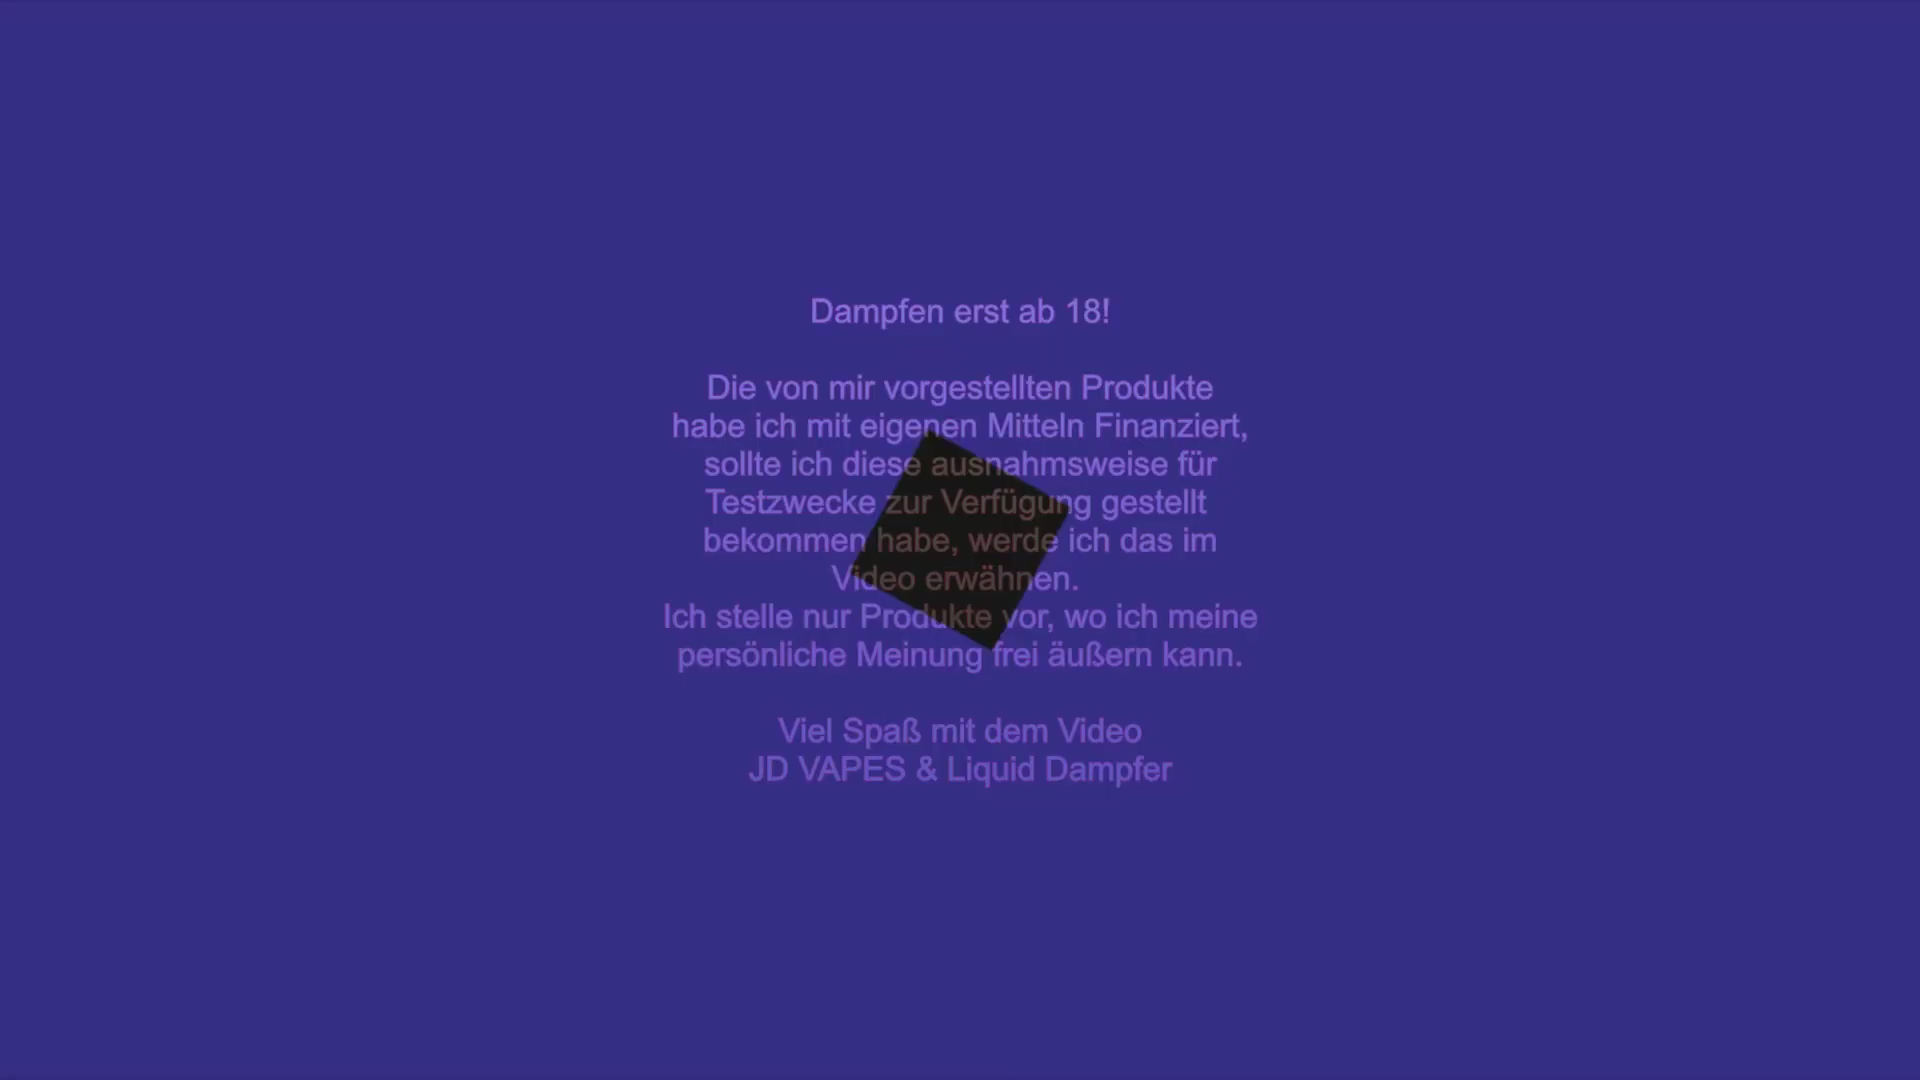 Dampfen erst ab 18!
Die von mir vorgestellten Produkte
habe ich mit eigenen Mitteln Finanziert,
sollte ich diese ausnahmsweise für
Testzwecke zur Verfügung gestellt
bekommen habe, werde ich das im
Video erwähnen.
Ich stelle nur Produkte vor, wo ich meine
persönliche Meinung frei äußern kann.
Viel Spaß mit dem Video
JD VAPES & Liquid Dampfer